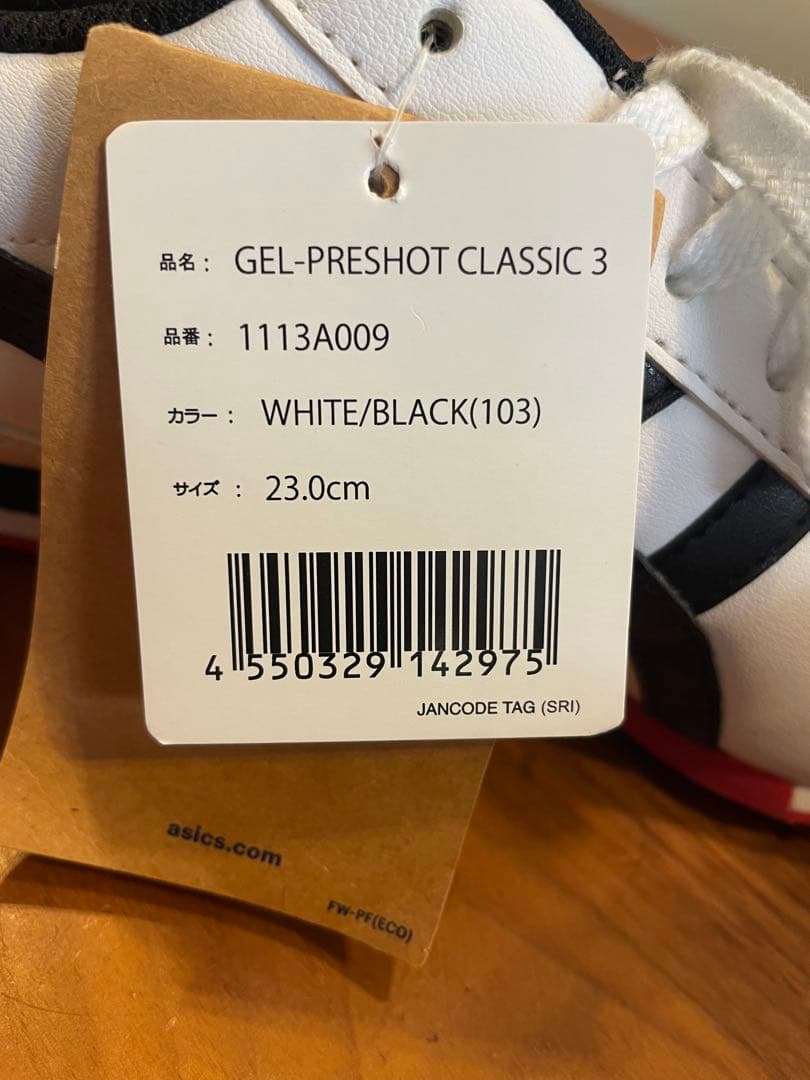 品名： GEL-PRESHOT CLASSIC 3
品番： 1113A009
カラー： WHITE/BLACK(103)
サイズ： 23.0cm
4 550329 142975
JANCODE TAG (SRI)
asics.com
FW-PF(ECO)